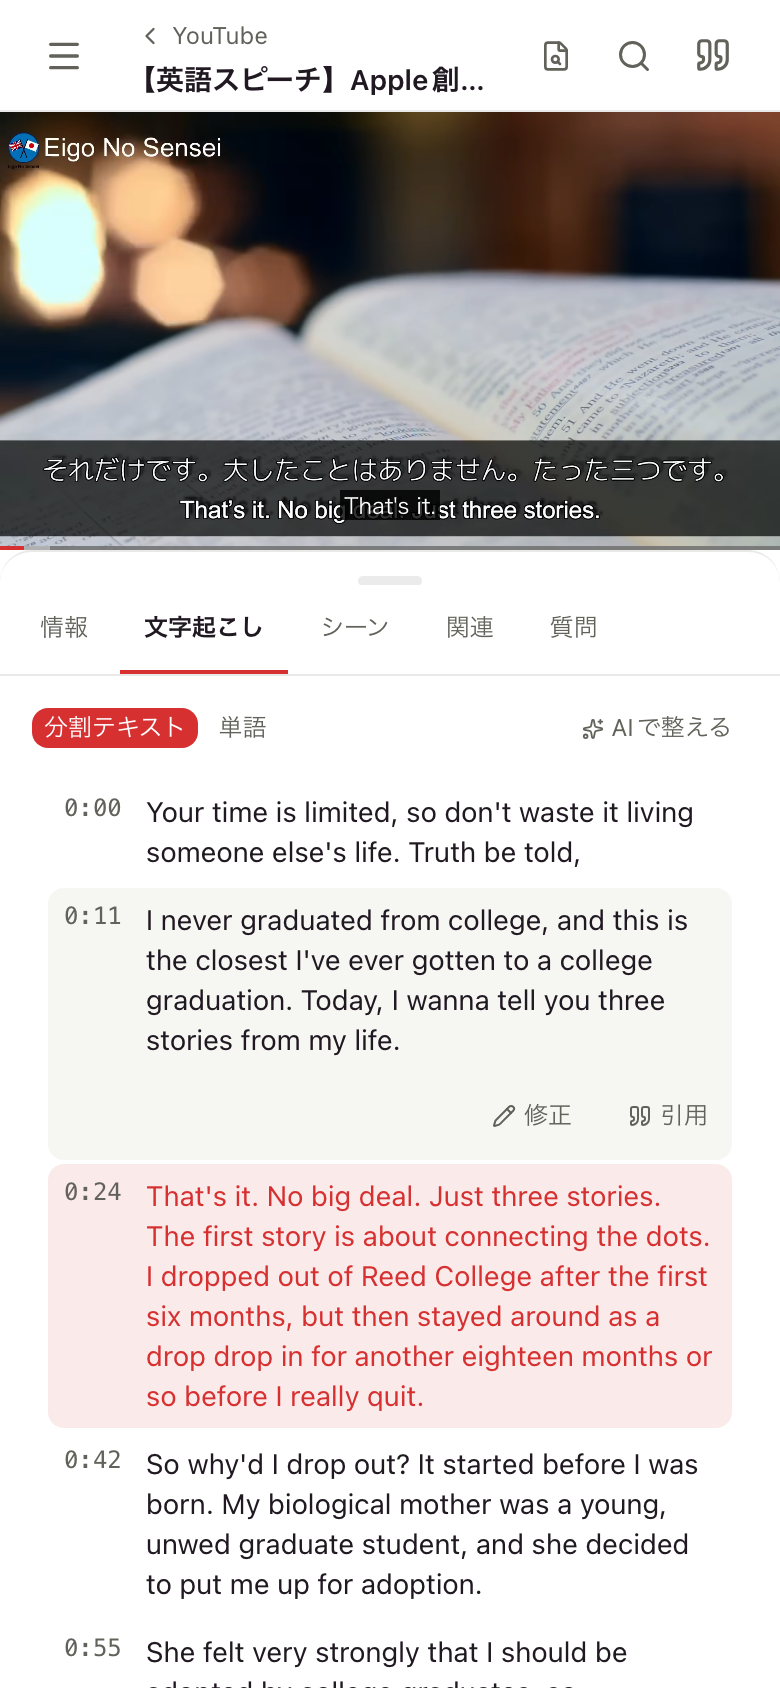 YouTube
【英語スピーチ】Apple創...
Eigo No Sensei
それだけです。大したことはありません。たった三つです。
That's it. No big
That's it.
st three stories.
情報
文字起こし
シーン
関連
質問
分割テキスト
単語
AIで整える
0:00
Your time is limited, so don't waste it living
someone else's life. Truth be told,
0:11
I never graduated from college, and this is
the closest I've ever gotten to a college
graduation. Today, I wanna tell you three
stories from my life.
修正
引用
0:24
That's it. No big deal. Just three stories.
The first story is about connecting the dots.
I dropped out of Reed College after the first
six months, but then stayed around as a
drop drop in for another eighteen months or
so before I really quit.
0:42
So why'd I drop out? It started before I was
born. My biological mother was a young,
unwed graduate student, and she decided
to put me up for adoption.
0:55
She felt very strongly that I should be